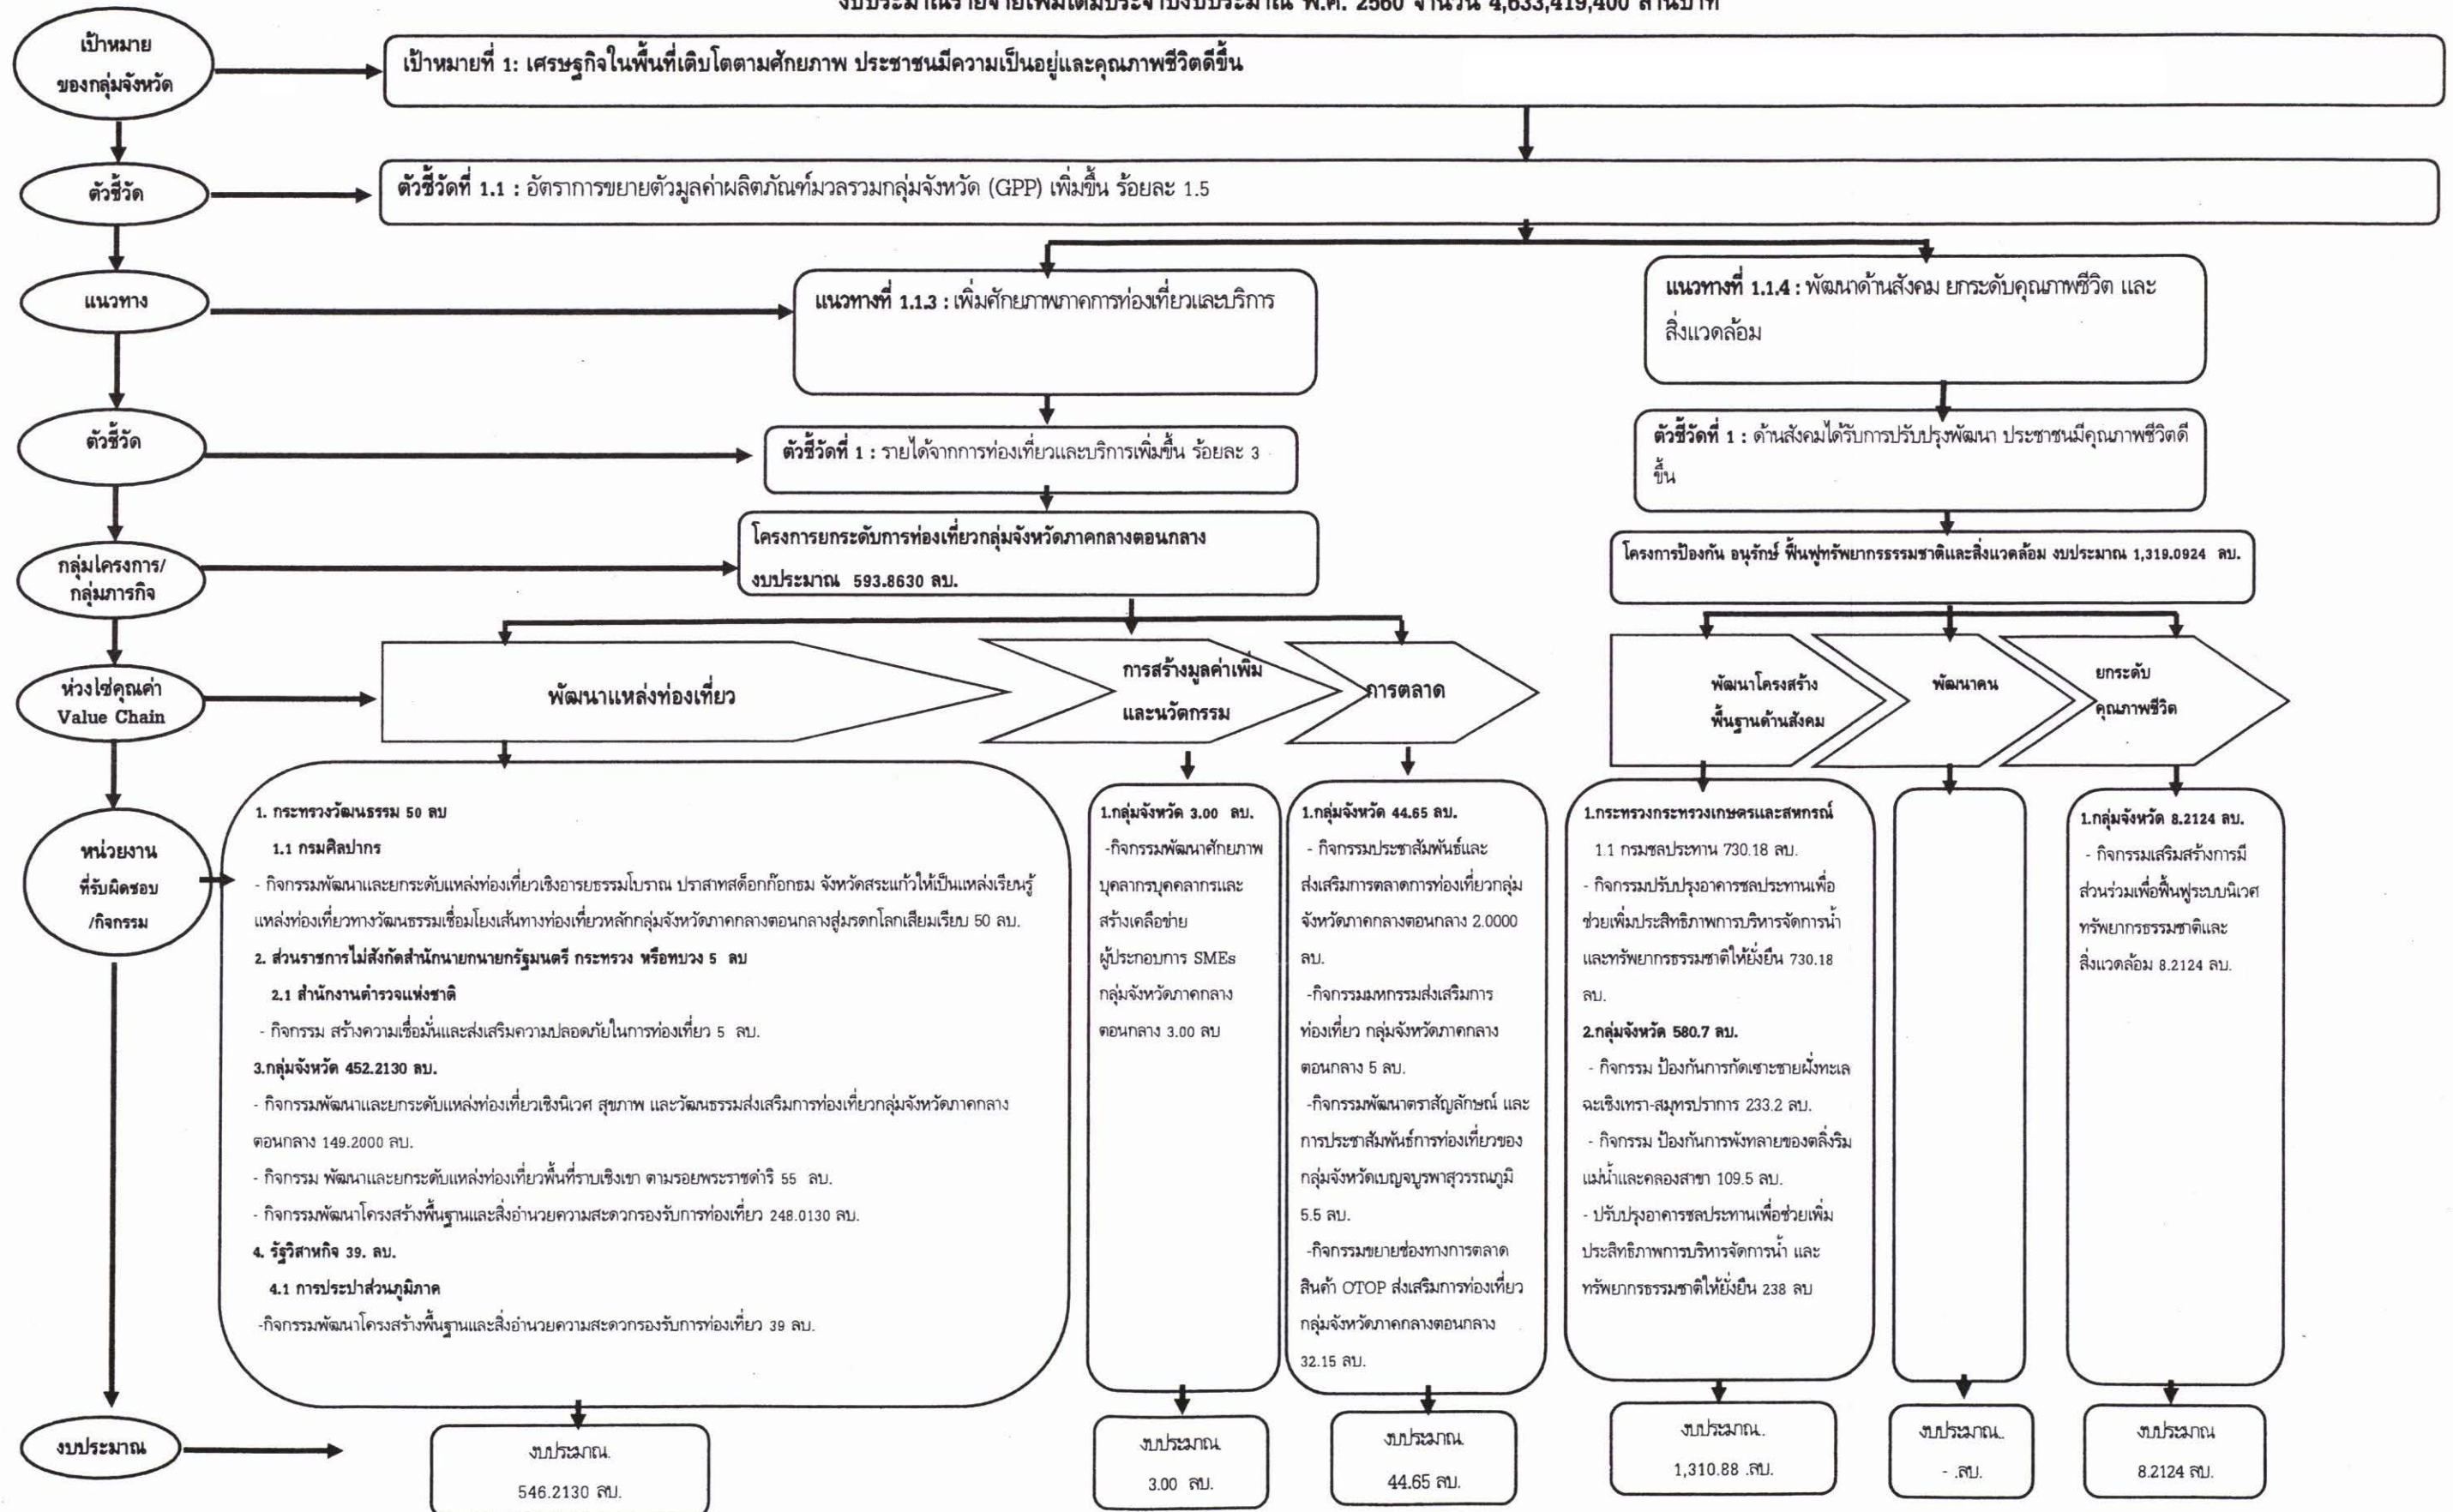 งบประมาณรายจ่ายเพิ่มเติมประจำปีงบประมาณ พ.ศ. 2560 จำนวน 4,633,419,400 ล้านบาท
เป้าหมาย
ของกลุ่มจังหวัด
เป้าหมายที่ 1: เศรษฐกิจในพื้นที่เติบโตตามศักยภาพ ประชาชนมีความเป็นอยู่และคุณภาพชีวิตดีขึ้น
ตัวชี้วัด
ตัวชี้วัดที่ 1.1 : อัตราการขยายตัวมูลค่าผลิตภัณฑ์มวลรวมกลุ่มจังหวัด (GPP) เพิ่มขึ้น ร้อยละ 1.5
แนวทาง
แนวทางที่ 1.1.3 : เพิ่มศักยภาพภาคการท่องเที่ยวและบริการ
แนวทางที่ 1.1.4 : พัฒนาด้านสังคม ยกระดับคุณภาพชีวิต และ
สิ่งแวดล้อม
ตัวชี้วัด
ตัวชี้วัดที่ 1 : รายได้จากการท่องเที่ยวและบริการเพิ่มขึ้น ร้อยละ 3
ตัวชี้วัดที่ 1 : ด้านสังคมได้รับการปรับปรุงพัฒนา ประชาชนมีคุณภาพชีวิตดี
ขึ้น
กลุ่มโครงการ/
กลุ่มภารกิจ
โครงการยกระดับการท่องเที่ยวกลุ่มจังหวัดภาคกลางตอนกลาง
งบประมาณ 593.8630 ลบ.
โครงการป้องกัน อนุรักษ์ ฟื้นฟูทรัพยากรธรรมชาติและสิ่งแวดล้อม งบประมาณ 1,319.0924 ลบ.
ห่วงโซ่คุณค่า
Value Chain
พัฒนาแหล่งท่องเที่ยว
การสร้างมูลค่าเพิ่ม
และนวัตกรรม
การตลาด
พัฒนาโครงสร้าง
พื้นฐานด้านสังคม
พัฒนาคน
ยกระดับ
คุณภาพชีวิต
หน่วยงาน
ที่รับผิดชอบ
/กิจกรรม
1. กระทรวงวัฒนธรรม 50 ลบ
1.1 กรมศิลปากร
- กิจกรรมพัฒนาและยกระดับแหล่งท่องเที่ยวเชิงอารยธรรมโบราณ ปราสาทสด็อกก๊อกธม จังหวัดสระแก้วให้เป็นแหล่งเรียนรู้
แหล่งท่องเที่ยวทางวัฒนธรรมเชื่อมโยงเส้นทางท่องเที่ยวหลักกลุ่มจังหวัดภาคกลางตอนกลางสู่มรดกโลกเสียมเรียบ 50 ลบ.
2. ส่วนราชการไม่สังกัดสำนักนายกนายกรัฐมนตรี กระทรวง หรือทบวง 5 ลบ
2.1 สำนักงานตำรวจแห่งชาติ
- กิจกรรม สร้างความเชื่อมั่นและส่งเสริมความปลอดภัยในการท่องเที่ยว 5 ลบ.
3.กลุ่มจังหวัด 452.2130 ลบ.
- กิจกรรมพัฒนาและยกระดับแหล่งท่องเที่ยวเชิงนิเวศ สุขภาพ และวัฒนธรรมส่งเสริมการท่องเที่ยวกลุ่มจังหวัดภาคกลาง
ตอนกลาง 149.2000 ลบ.
- กิจกรรม พัฒนาและยกระดับแหล่งท่องเที่ยวพื้นที่ราบเชิงเขา ตามรอยพระราชดำริ 55 ลบ.
- กิจกรรมพัฒนาโครงสร้างพื้นฐานและสิ่งอำนวยความสะดวกรองรับการท่องเที่ยว 248.0130 ลบ.
4. รัฐวิสาหกิจ 39. ลบ.
4.1 การประปาส่วนภูมิภาค
-กิจกรรมพัฒนาโครงสร้างพื้นฐานและสิ่งอำนวยความสะดวกรองรับการท่องเที่ยว 39 ลบ.
1.กลุ่มจังหวัด 3.00 ลบ.
-กิจกรรมพัฒนาศักยภาพ
บุคลากรบุคคลากรและ
สร้างเครือข่าย
ผู้ประกอบการ SMEs
กลุ่มจังหวัดภาคกลาง
ตอนกลาง 3.00 ลบ
1.กลุ่มจังหวัด 44.65 ลบ.
- กิจกรรมประชาสัมพันธ์และ
ส่งเสริมการตลาดการท่องเที่ยวกลุ่ม
จังหวัดภาคกลางตอนกลาง 2.0000
ลบ.
-กิจกรรมมหกรรมส่งเสริมการ
ท่องเที่ยว กลุ่มจังหวัดภาคกลาง
ตอนกลาง 5 ลบ.
-กิจกรรมพัฒนาตราสัญลักษณ์ และ
การประชาสัมพันธ์การท่องเที่ยวของ
กลุ่มจังหวัดเบญจบูรพาสุวรรณภูมิ
5.5 ลบ.
-กิจกรรมขยายช่องทางการตลาด
สินค้า OTOP ส่งเสริมการท่องเที่ยว
กลุ่มจังหวัดภาคกลางตอนกลาง
32.15 ลบ.
1.กระทรวงกระทรวงเกษตรและสหกรณ์
1.1 กรมชลประทาน 730.18 ลบ.
- กิจกรรมปรับปรุงอาคารชลประทานเพื่อ
ช่วยเพิ่มประสิทธิภาพการบริหารจัดการน้ำ
และทรัพยากรธรรมชาติให้ยั่งยืน 730.18
ลบ.
2.กลุ่มจังหวัด 580.7 ลบ.
- กิจกรรม ป้องกันการกัดเซาะชายฝั่งทะเล
ฉะเชิงเทรา-สมุทรปราการ 233.2 ลบ.
- กิจกรรม ป้องกันการพังทลายของตลิ่งริม
แม่น้ำและคลองสาขา 109.5 ลบ.
- ปรับปรุงอาคารชลประทานเพื่อช่วยเพิ่ม
ประสิทธิภาพการบริหารจัดการน้ำ และ
ทรัพยากรธรรมชาติให้ยั่งยืน 238 ลบ
1.กลุ่มจังหวัด 8.2124 ลบ.
- กิจกรรมเสริมสร้างการมี
ส่วนร่วมเพื่อฟื้นฟูระบบนิเวศ
ทรัพยากรธรรมชาติและ
สิ่งแวดล้อม 8.2124 ลบ.
งบประมาณ
งบประมาณ.
546.2130 ลบ.
งบประมาณ
3.00 ลบ.
งบประมาณ
44.65 ลบ.
งบประมาณ..
1,310.88 .ลบ.
งบประมาณ..
- .ลบ.
งบประมาณ
8.2124 ลบ.